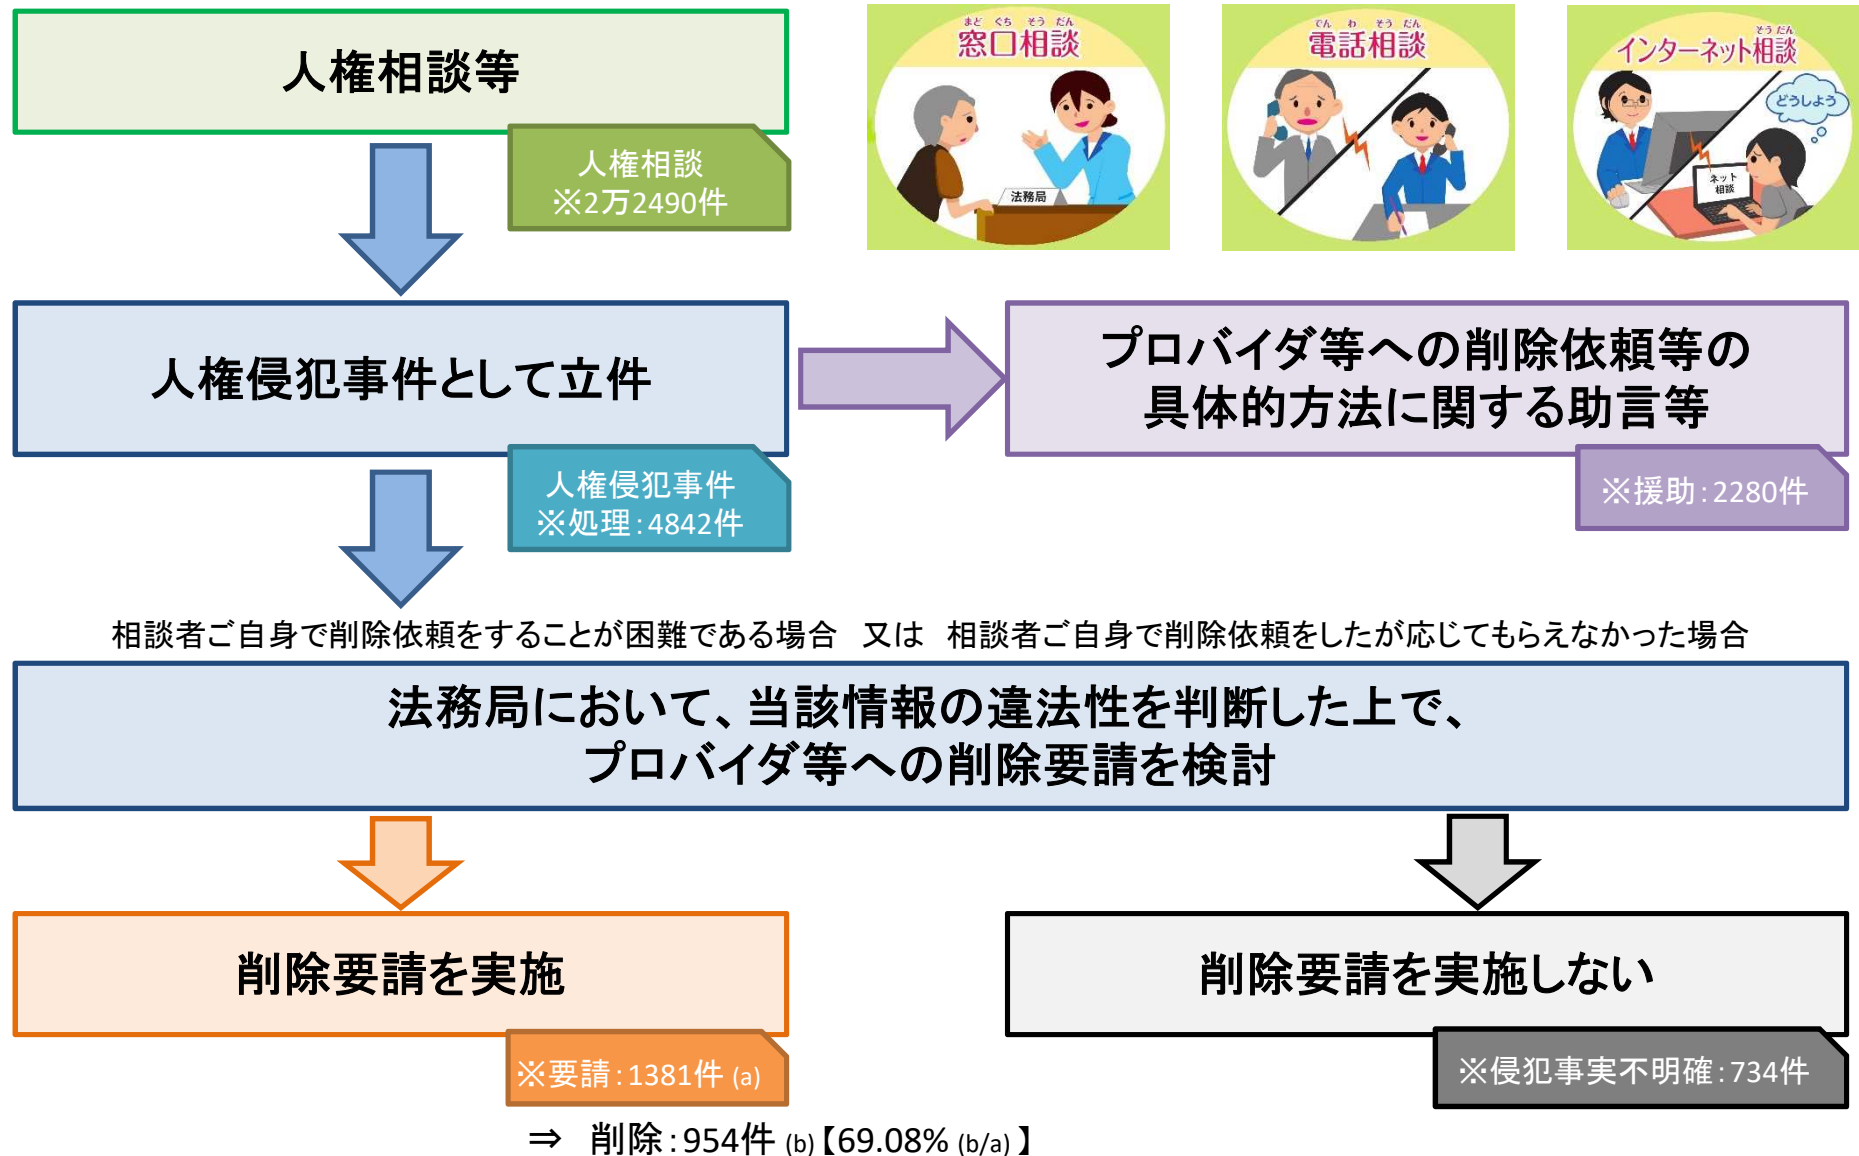 人権相談等
人権相談
※2万2490件
まど ぐち そう だん
窓口相談
法務局
でん わ そう だん
電話相談
そう だん
インターネット相談
どうしよう
ネット
相談
人権侵犯事件として立件
人権侵犯事件
※処理：4842件
プロバイダ等への削除依頼等の
具体的方法に関する助言等
※援助：2280件
相談者ご自身で削除依頼をすることが困難である場合　又は　相談者ご自身で削除依頼をしたが応じてもらえなかった場合
法務局において、当該情報の違法性を判断した上で、
プロバイダ等への削除要請を検討
削除要請を実施
※要請：1381件 (a)
⇒　削除：954件 (b)【69.08% (b/a) 】
削除要請を実施しない
※侵犯事実不明確：734件